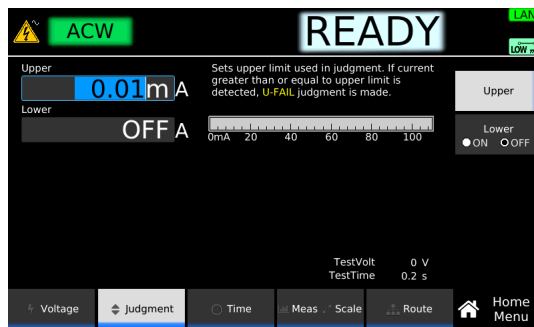 ACW
READY
LAN
LOW
Upper
0.01m A
Lower
OFF A
Sets upper limit used in judgment. If current
greater than or equal to upper limit is
detected, U-FAIL judgment is made.
0mA 20 40 60 80 100
Upper
Lower
ON OFF
TestVolt 0 V
TestTime 0.2 s
Voltage
Judgment
Time
Meas
Scale
Route
Home
Menu